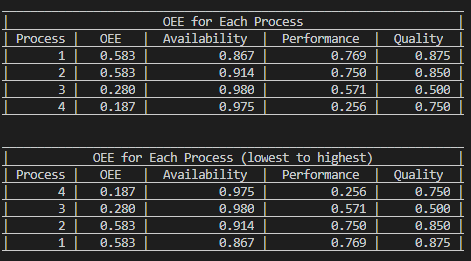 OEE for Each Process
| Process | OEE | Availability | Performance | Quality |
| 1 | 0.583 | 0.867 | 0.769 | 0.875 |
| 2 | 0.583 | 0.914 | 0.750 | 0.850 |
| 3 | 0.280 | 0.980 | 0.571 | 0.500 |
| 4 | 0.187 | 0.975 | 0.256 | 0.750 |
OEE for Each Process (lowest to highest)
| Process | OEE | Availability | Performance | Quality |
| 4 | 0.187 | 0.975 | 0.256 | 0.750 |
| 3 | 0.280 | 0.980 | 0.571 | 0.500 |
| 2 | 0.583 | 0.914 | 0.750 | 0.850 |
| 1 | 0.583 | 0.867 | 0.769 | 0.875 |